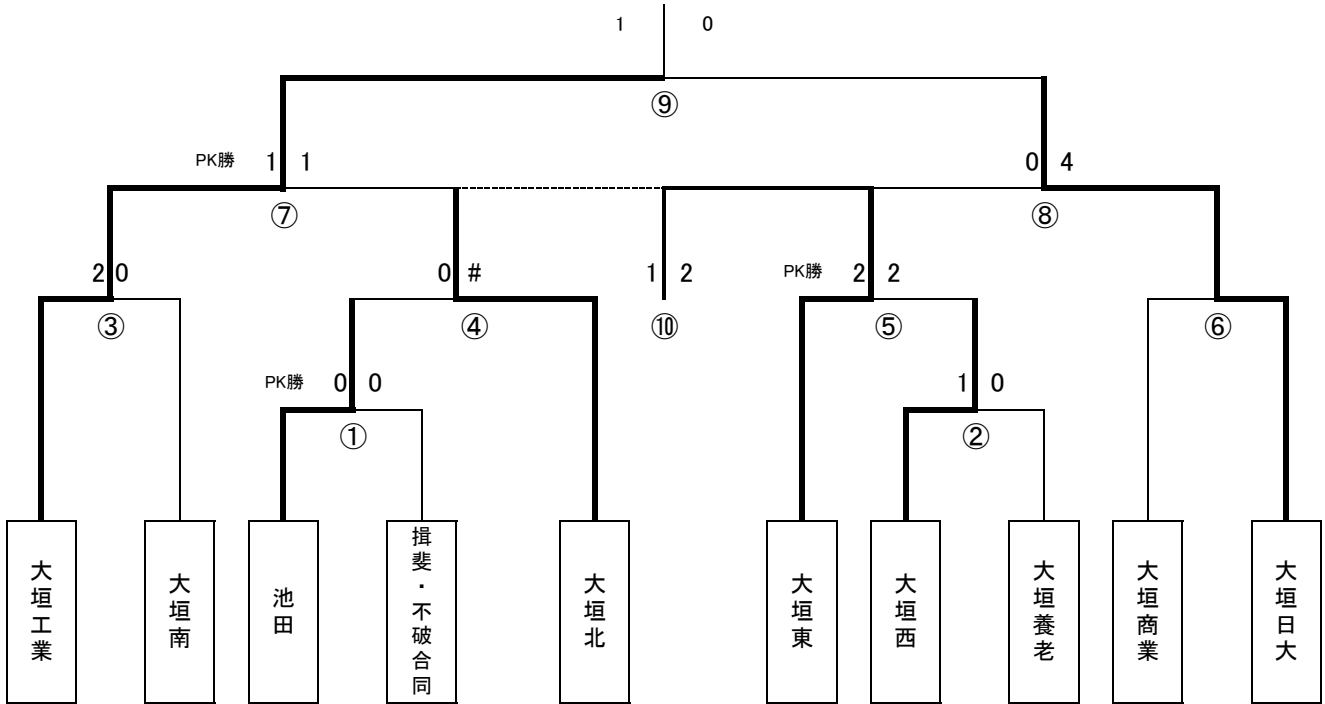 1 0
⑨
PK勝 1 1
0 4
⑦
⑧
2 0
0 #
1 2
PK勝 2 2
③
④
⑩
⑤
⑥
PK勝 0 0
1 0
①
②
大垣工業
大垣南
池田
揖斐・不破合同
大垣北
大垣東
大垣西
大垣養老
大垣商業
大垣日大